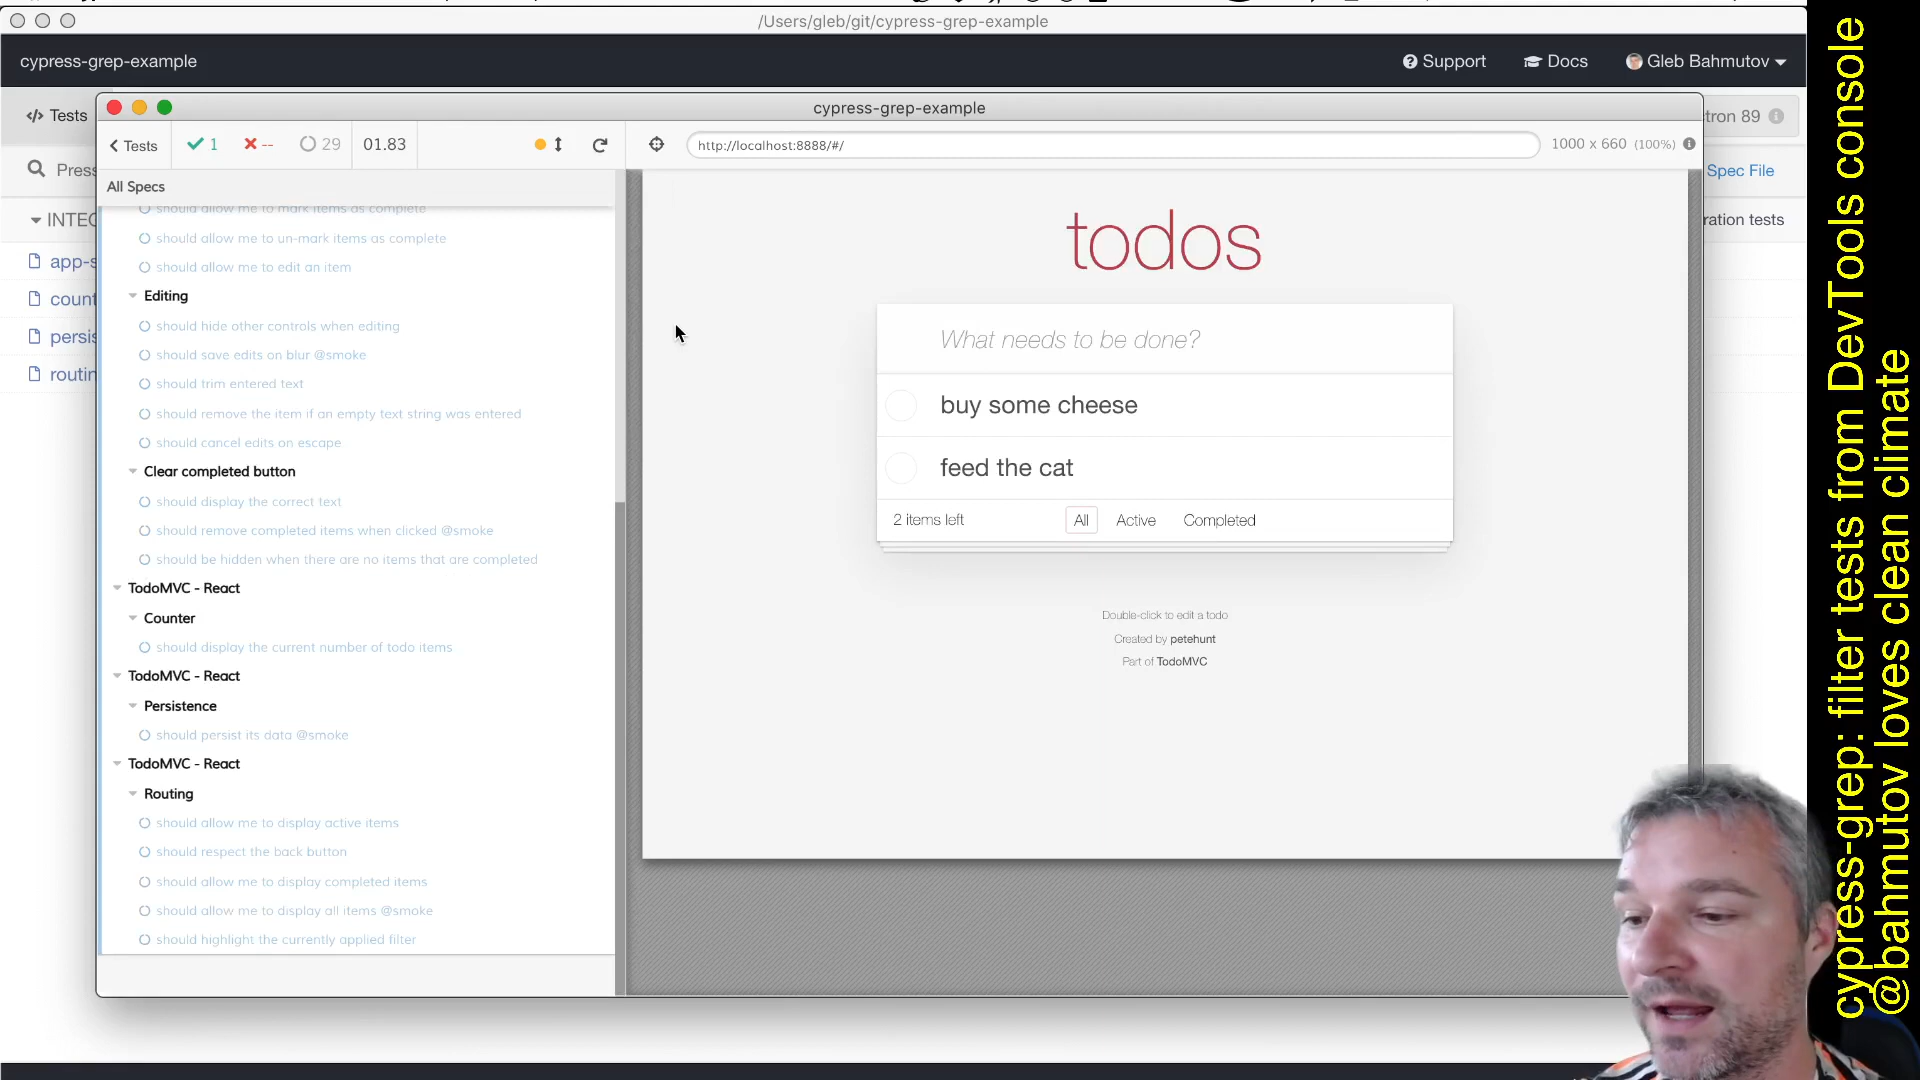 /Users/gleb/git/cypress-grep-example
cypress-grep-example
Support
Docs
Gleb Bahmutov
Tests
tron 89
Press
Spec File
INTEG
ration tests
app-s
count
persis
routin
cypress-grep-example
Tests
1
--
29
01.83
http://localhost:8888/#/
1000 x 660 (100%)
All Specs
should allow me to mark items as complete
should allow me to un-mark items as complete
should allow me to edit an item
Editing
should hide other controls when editing
should save edits on blur @smoke
should trim entered text
should remove the item if an empty text string was entered
should cancel edits on escape
Clear completed button
should display the correct text
should remove completed items when clicked @smoke
should be hidden when there are no items that are completed
TodoMVC - React
Counter
should display the current number of todo items
TodoMVC - React
Persistence
should persist its data @smoke
TodoMVC - React
Routing
should allow me to display active items
should respect the back button
should allow me to display completed items
should allow me to display all items @smoke
should highlight the currently applied filter
todos
What needs to be done?
buy some cheese
feed the cat
2 items left
All
Active
Completed
Double-click to edit a todo
Created by petehunt
Part of TodoMVC
cypress-grep: filter tests from DevTools console
@bahmutov loves clean climate